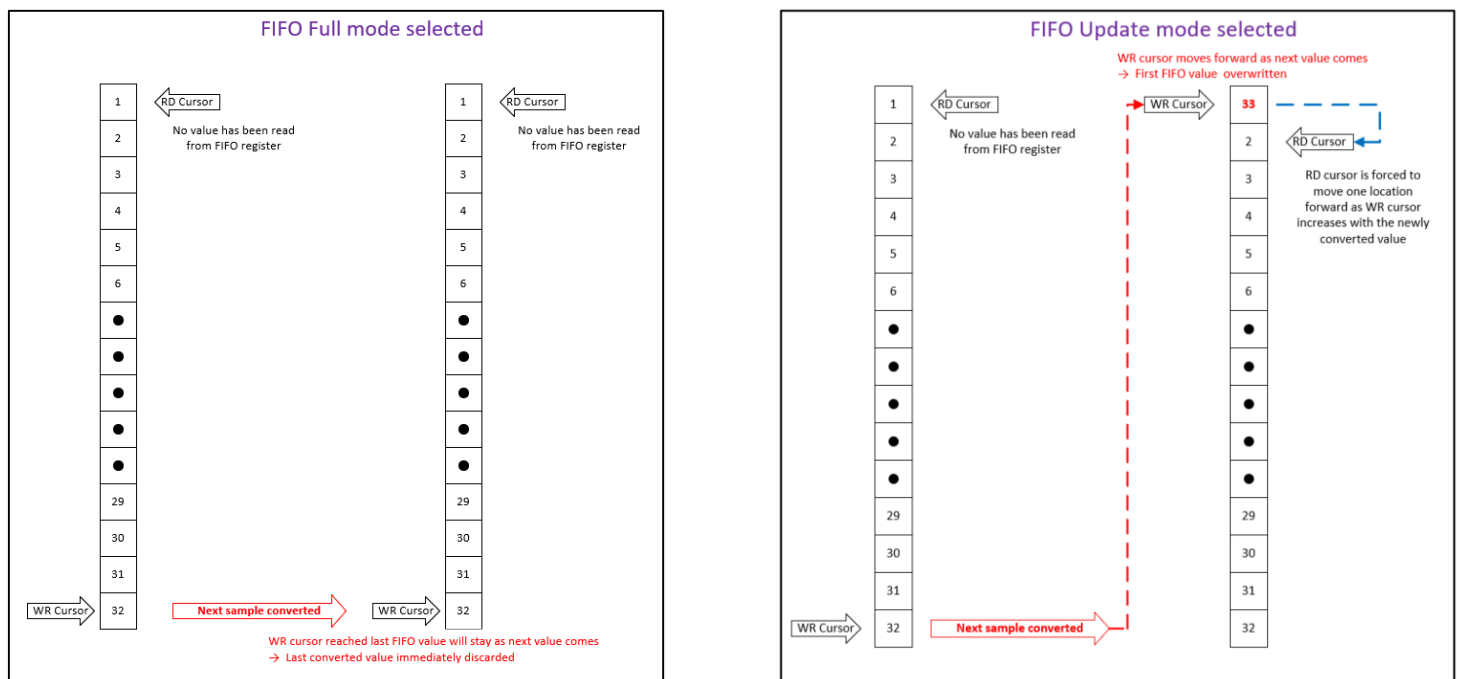 FIFO Full mode selected
1
RD Cursor
No value has been read
from FIFO register
2
3
4
5
6
29
30
31
WR Cursor
32
Next sample converted
1
RD Cursor
No value has been read
from FIFO register
2
3
4
5
6
29
30
31
WR Cursor
32
WR cursor reached last FIFO value will stay as next value comes
→ Last converted value immediately discarded
FIFO Update mode selected
1
RD Cursor
No value has been read
from FIFO register
2
3
4
5
6
29
30
31
WR Cursor
32
Next sample converted
WR cursor moves forward as next value comes
→ First FIFO value overwritten
WR Cursor
33
2
RD Cursor
RD cursor is forced to
move one location
forward as WR cursor
increases with the newly
converted value
3
4
5
6
29
30
31
32